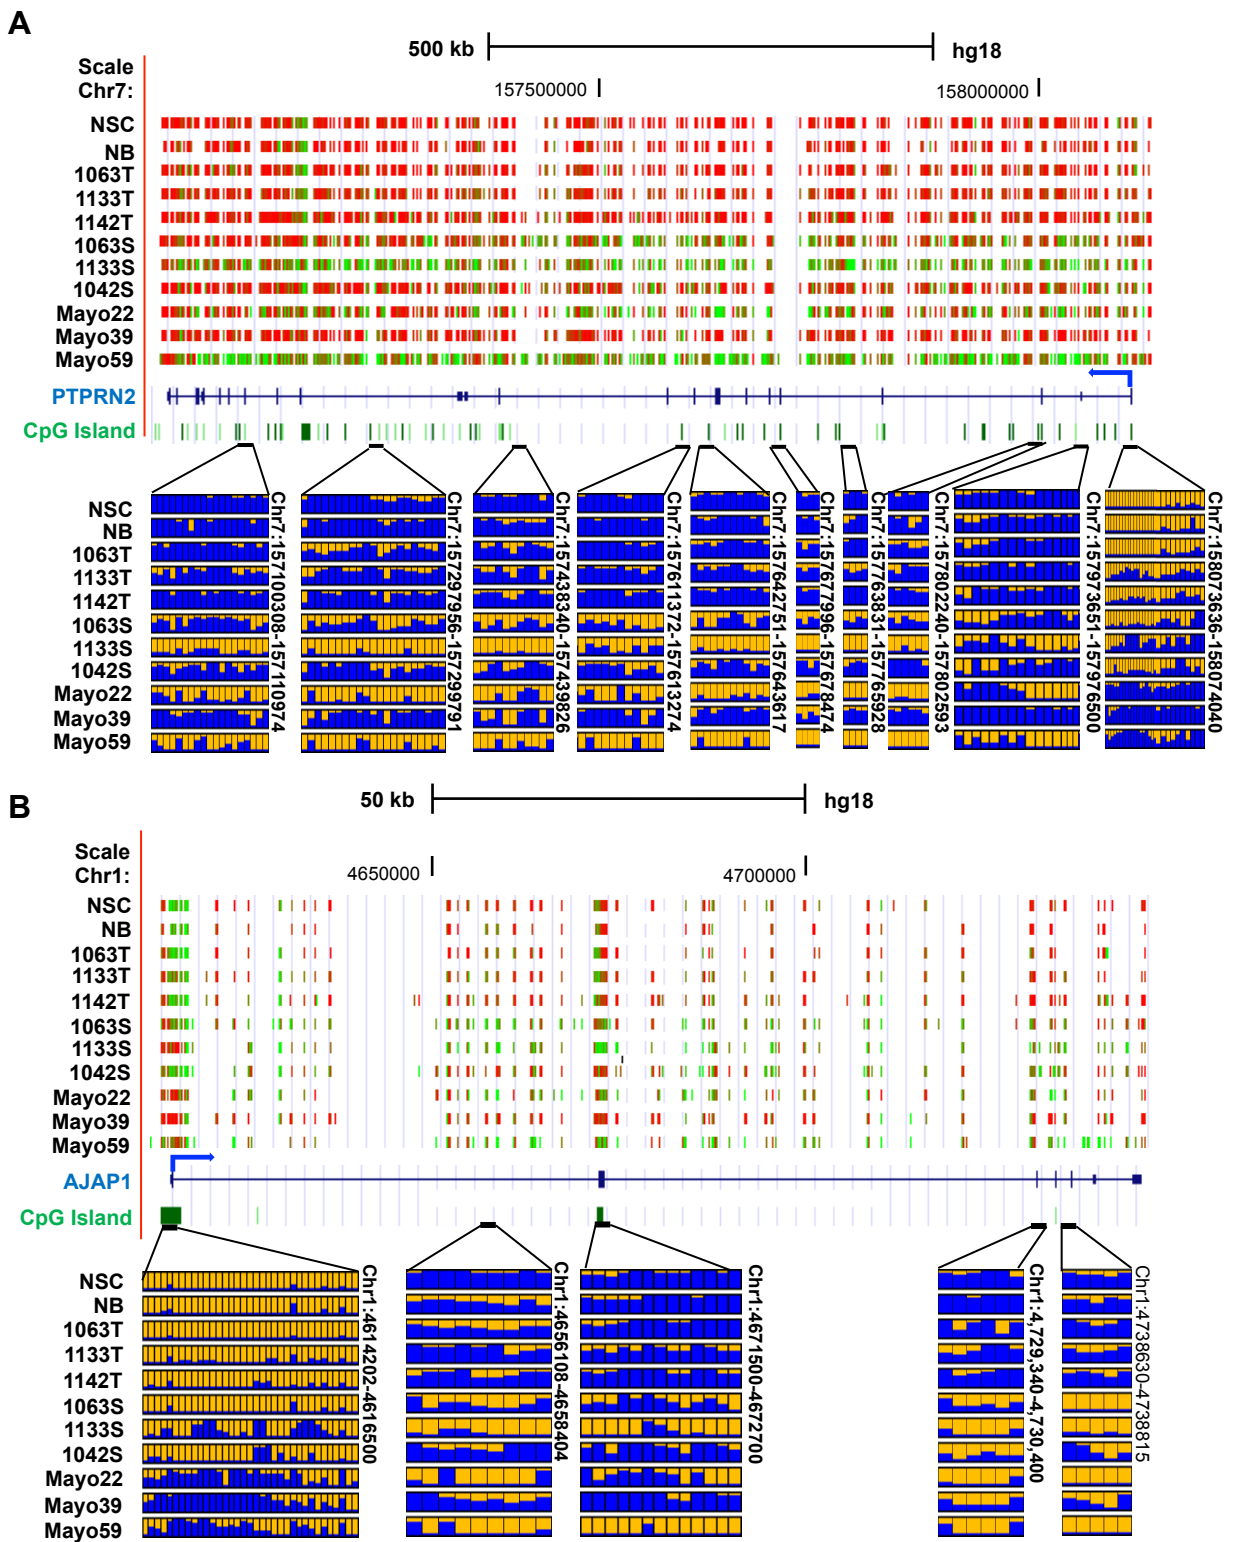 A
500 kb
hg18
Scale
Chr7:
157500000
158000000
NSC
NB
1063T
1133T
1142T
1063S
1133S
1042S
Mayo22
Mayo39
Mayo59
PTPRN2
CpG Island
NSC
NB
1063T
1133T
1142T
1063S
1133S
1042S
Mayo22
Mayo39
Mayo59
Chr7:157100308-157110974
Chr7:157297956-157299791
Chr7:157438340-157439826
Chr7:157611372-157613274
Chr7:157642751-157643617
Chr7:157677996-157678474
Chr7:157763831-157765928
Chr7:157802240-157802593
Chr7:157973651-157976500
Chr7:158073636-158074040
B
50 kb
hg18
Scale
Chr1:
4650000
4700000
NSC
NB
1063T
1133T
1142T
1063S
1133S
1042S
Mayo22
Mayo39
Mayo59
AJAP1
CpG Island
NSC
NB
1063T
1133T
1142T
1063S
1133S
1042S
Mayo22
Mayo39
Mayo59
Chr1:4614202-4616500
Chr1:4656108-4658404
Chr1:4671500-4672700
Chr1:4,729,340-4,730,400
Chr1:4738630-4738815